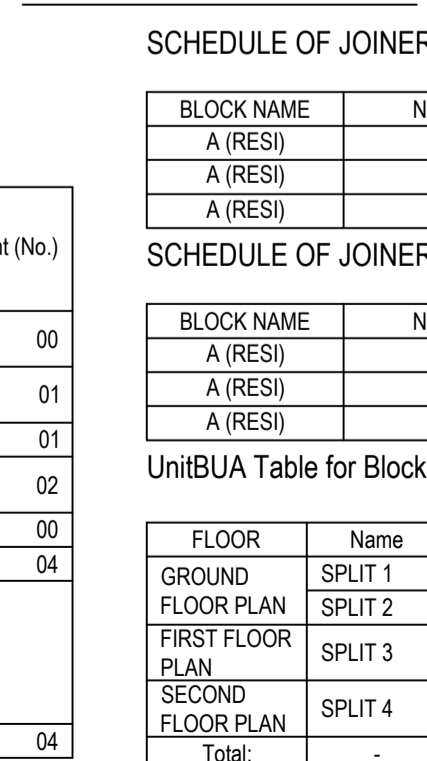 nt (No.)
00
01
01
02
00
04
04
SCHEDULE OF JOINER
BLOCK NAME N
A (RESI)
A (RESI)
A (RESI)
SCHEDULE OF JOINER
BLOCK NAME N
A (RESI)
A (RESI)
A (RESI)
UnitBUA Table for Block
FLOOR Name
GROUND
FLOOR PLAN
SPLIT 1
SPLIT 2
FIRST FLOOR
PLAN
SPLIT 3
SECOND
FLOOR PLAN
SPLIT 4
Total: -